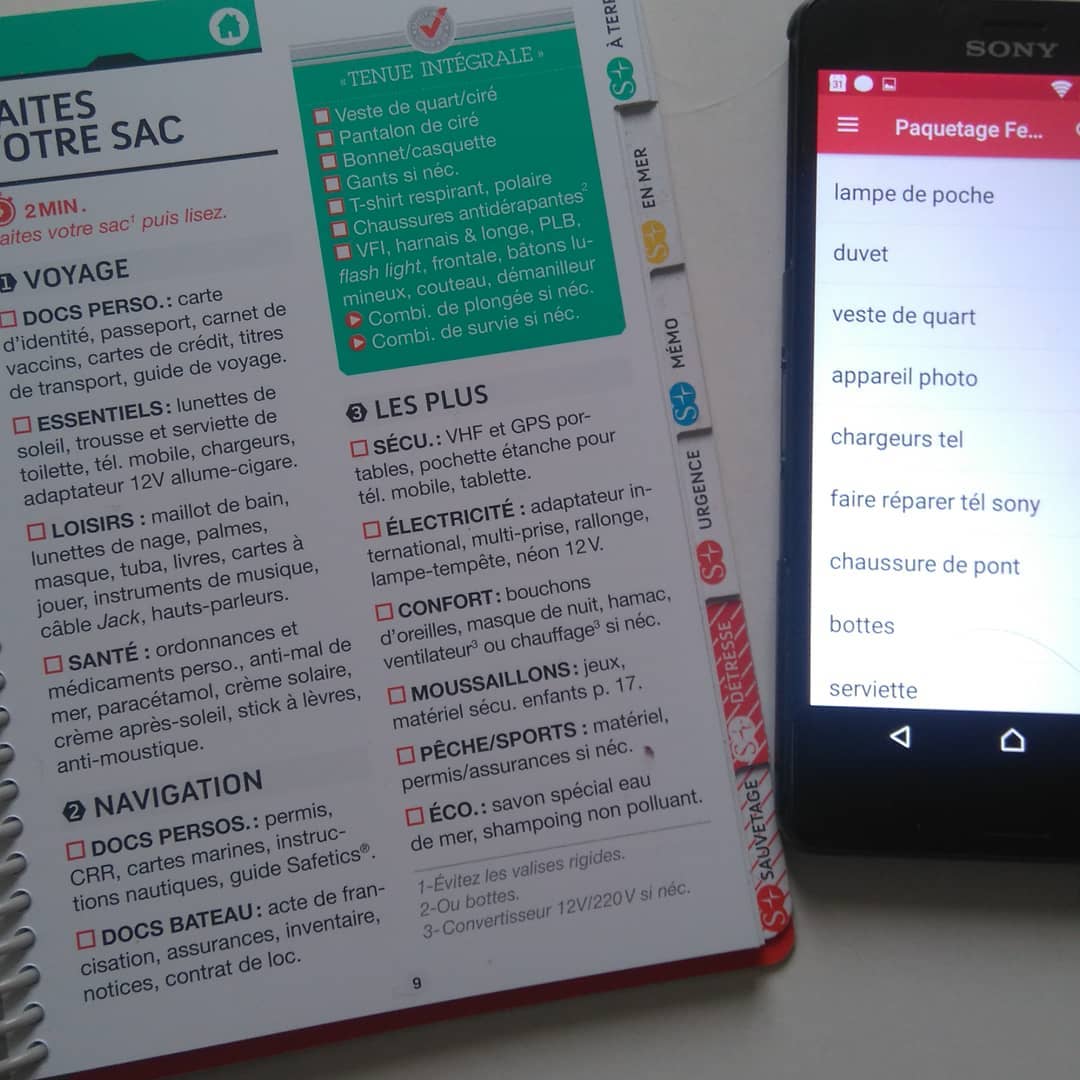 AITES
OTRE SAC
2 MIN.
aites votre sac¹ puis lisez.
1 VOYAGE
DOCS PERSO. : carte
d'identité, passeport, carnet de
vaccins, cartes de crédit, titres
de transport, guide de voyage.
ESSENTIELS : lunettes de
soleil, trousse et serviette de
toilette, tél. mobile, chargeurs,
adaptateur 12V allume-cigare.
LOISIRS : maillot de bain,
lunettes de nage, palmes,
masque, tuba, livres, cartes à
jouer, instruments de musique,
câble Jack, hauts-parleurs.
SANTÉ : ordonnances et
médicaments perso., anti-mal de
mer, paracétamol, crème solaire,
crème après-soleil, stick à lèvres,
anti-moustique.
2 NAVIGATION
DOCS PERSOS. : permis,
CRR, cartes marines, instruc-
tions nautiques, guide Safetics®.
DOCS BATEAU : acte de fran-
cisation, assurances, inventaire,
notices, contrat de loc.
« TENUE INTÉGRALE »
Veste de quart/ciré
Pantalon de ciré
Bonnet/casquette
Gants si néc.
T-shirt respirant, polaire
Chaussures antidérapantes²
VFI, harnais & longe, PLB,
flash light, frontale, bâtons lu-
mineux, couteau, démanilleur
Combi. de plongée si néc.
Combi. de survie si néc.
3 LES PLUS
SÉCU. : VHF et GPS por-
tables, pochette étanche pour
tél. mobile, tablette.
ÉLECTRICITÉ : adaptateur in-
ternational, multi-prise, rallonge,
lampe-tempête, néon 12 V.
CONFORT : bouchons
d'oreilles, masque de nuit, hamac,
ventilateur³ ou chauffage³ si néc.
MOUSSAILLONS : jeux,
matériel sécu. enfants p. 17.
PÊCHE/SPORTS : matériel,
permis/assurances si néc.
ÉCO. : savon spécial eau
de mer, shampoing non polluant.
1-Évitez les valises rigides.
2-Ou bottes.
3-Convertisseur 12V/220 V si néc.
9
S+ À TERR
S+ EN MER
S+ MÉMO
S+ URGENCE
S+ DÉTRESSE
S+ SAUVETAGE
SONY
31
Paquetage Fe...
lampe de poche
duvet
veste de quart
appareil photo
chargeurs tel
faire réparer tél sony
chaussure de pont
bottes
serviette